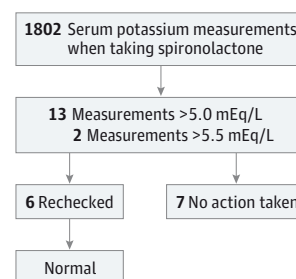 1802 Serum potassium measurements
when taking spironolactone
13 Measurements >5.0 mEq/L
2 Measurements >5.5 mEq/L
6 Rechecked
7 No action taken
Normal